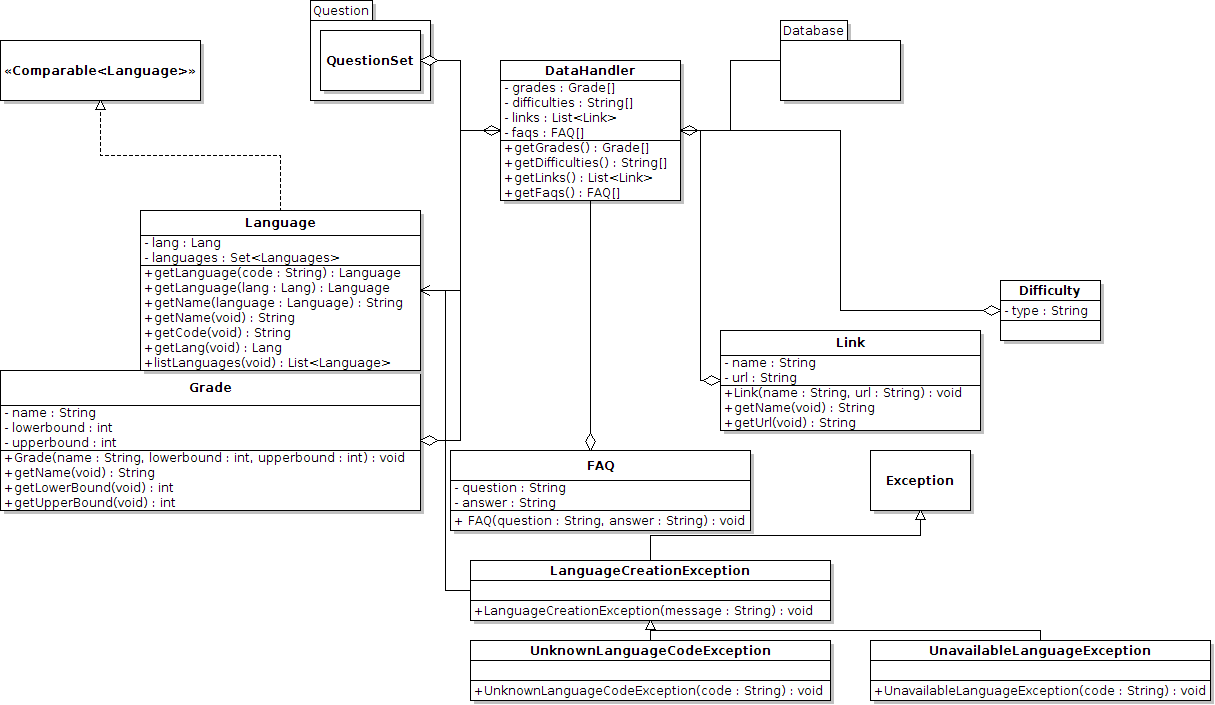 Question
QuestionSet
Database
«Comparable<Language>»
DataHandler
- grades : Grade[]
- difficulties : String[]
- links : List<Link>
- faqs : FAQ[]
+getGrades() : Grade[]
+getDifficulties() : String[]
+getLinks() : List<Link>
+getFaqs() : FAQ[]
Language
- lang : Lang
- languages : Set<Languages>
+getLanguage(code : String) : Language
+getLanguage(lang : Lang) : Language
+getName(language : Language) : String
+getName(void) : String
+getCode(void) : String
+getLang(void) : Lang
+listLanguages(void) : List<Language>
Difficulty
- type : String
Link
- name : String
- url : String
+Link(name : String, url : String) : void
+getName(void) : String
+getUrl(void) : String
Grade
- name : String
- lowerbound : int
- upperbound : int
+Grade(name : String, lowerbound : int, upperbound : int) : void
+getName(void) : String
+getLowerBound(void) : int
+getUpperBound(void) : int
FAQ
- question : String
- answer : String
+ FAQ(question : String, answer : String) : void
Exception
LanguageCreationException
+LanguageCreationException(message : String) : void
UnknownLanguageCodeException
+UnknownLanguageCodeException(code : String) : void
UnavailableLanguageException
+UnavailableLanguageException(code : String) : void